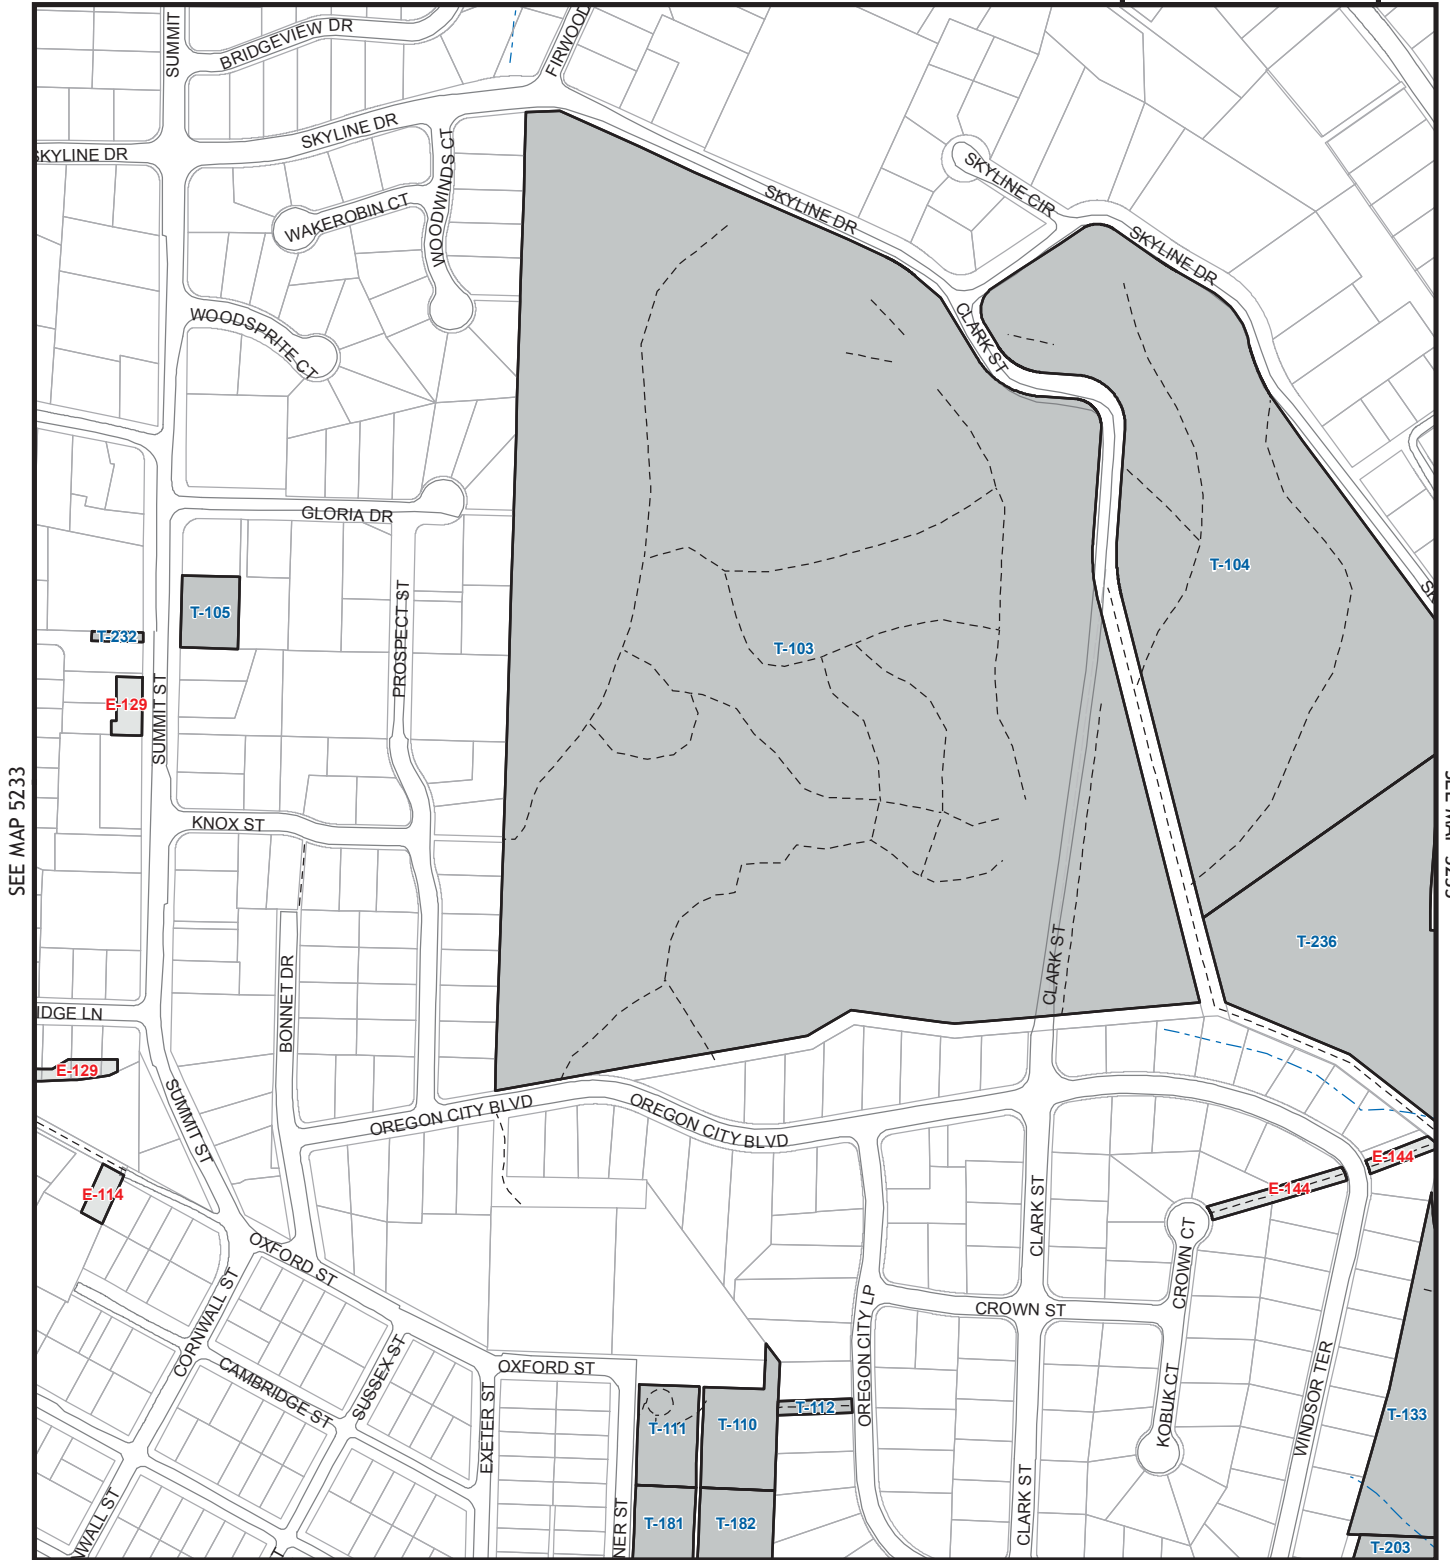 SUMMIT
BRIDGEVIEW DR
FIRWOOD
SKYLINE DR
SKYLINE DR
WOODWINDS CT
WAKEROBIN CT
SKYLINE DR
SKYLINE CIR
SKYLINE DR
WOODSPRITE CT
CLARK ST
GLORIA DR
T-104
T-105
T-232
T-103
PROSPECT ST
E-129
SUMMIT ST
SEE MAP 5233
KNOX ST
T-236
CLARK ST
BONNET DR
IDGE LN
E-129
SUMMIT ST
OREGON CITY BLVD
OREGON CITY BLVD
E-144
E-144
E-114
CLARK ST
CROWN CT
OXFORD ST
CORNWALL ST
CROWN ST
OREGON CITY LP
SUSSEX ST
CAMBRIDGE ST
OXFORD ST
EXETER ST
KOBUK CT
WINDSOR TER
T-112
T-111
T-110
T-133
CLARK ST
NWALL ST
NER ST
T-181
T-182
T-203